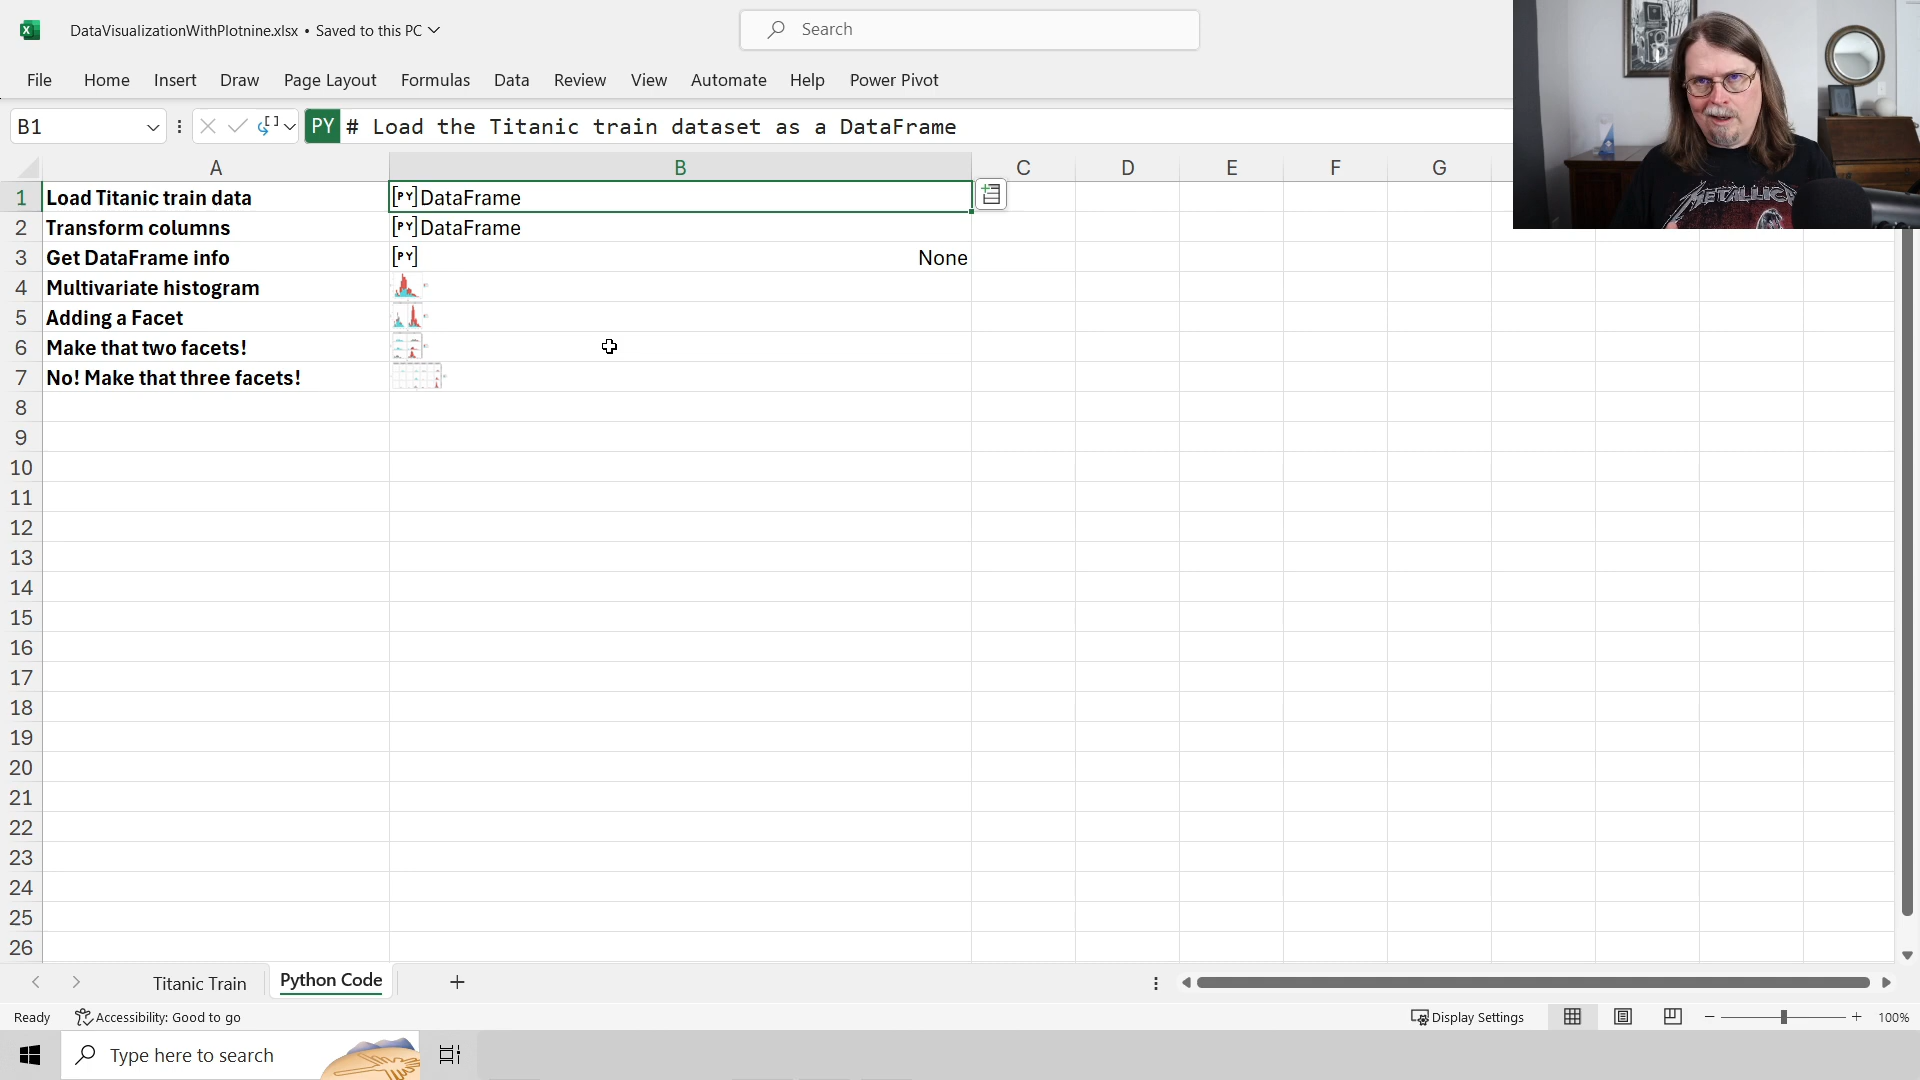 DataVisualizationWithPlotnine.xlsx • Saved to this PC
Search
File Home Insert Draw Page Layout Formulas Data Review View Automate Help Power Pivot
B1
PY # Load the Titanic train dataset as a DataFrame
A B C D E F G
1 Load Titanic train data [PY] DataFrame
2 Transform columns [PY] DataFrame
3 Get DataFrame info [PY] None
4 Multivariate histogram
5 Adding a Facet
6 Make that two facets!
7 No! Make that three facets!
8
9
10
11
12
13
14
15
16
17
18
19
20
21
22
23
24
25
26
METALLICA
Titanic Train Python Code
Ready Accessibility: Good to go Display Settings 100%
Type here to search